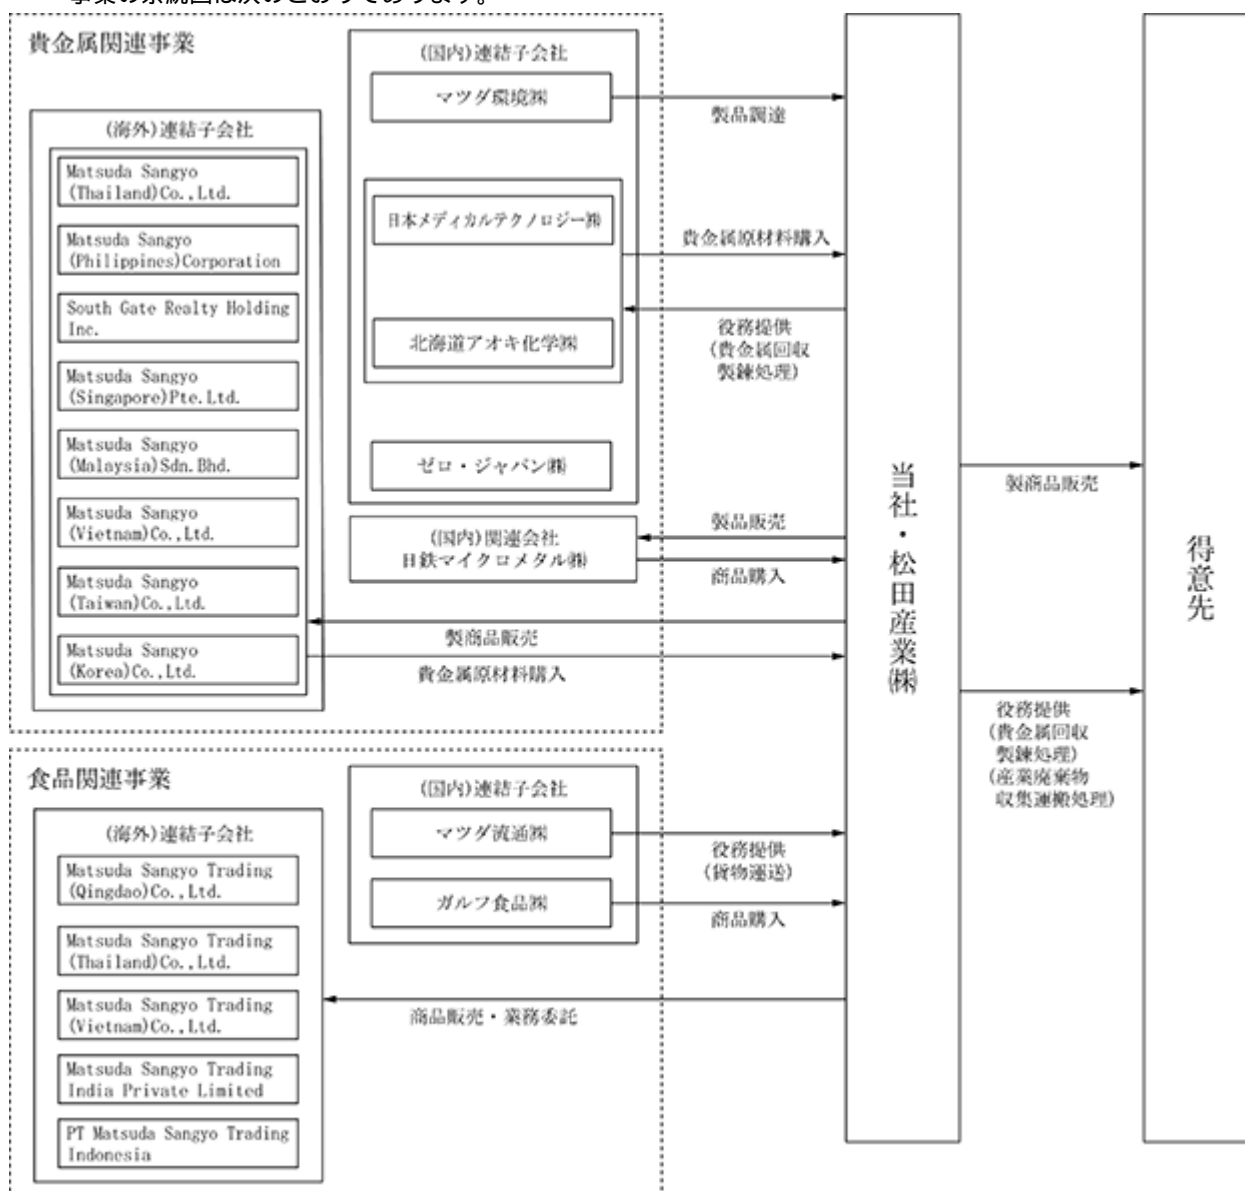 事業の系統図は次のとおりであります。
貴金属関連事業
(海外)連結子会社
Matsuda Sangyo
(Thailand)Co.,Ltd.
Matsuda Sangyo
(Philippines)Corporation
South Gate Realty Holding
Inc.
Matsuda Sangyo
(Singapore)Pte.Ltd.
Matsuda Sangyo
(Malaysia)Sdn.Bhd.
Matsuda Sangyo
(Vietnam)Co.,Ltd.
Matsuda Sangyo
(Taiwan)Co.,Ltd.
Matsuda Sangyo
(Korea)Co.,Ltd.
(国内)連結子会社
マツダ環境㈱
日本メディカルテクノロジー㈱
北海道アオキ化学㈱
ゼロ・ジャパン㈱
(国内)関連会社
日鉄マイクロメタル㈱
製品調達
貴金属原材料購入
役務提供
(貴金属回収
製錬処理)
製品販売
商品購入
製商品販売
貴金属原材料購入
食品関連事業
(海外)連結子会社
Matsuda Sangyo Trading
(Qingdao)Co.,Ltd.
Matsuda Sangyo Trading
(Thailand)Co.,Ltd.
Matsuda Sangyo Trading
(Vietnam)Co.,Ltd.
Matsuda Sangyo Trading
India Private Limited
PT Matsuda Sangyo Trading
Indonesia
(国内)連結子会社
マツダ流通㈱
ガルフ食品㈱
役務提供
(貨物運送)
商品購入
商品販売・業務委託
当社・松田産業㈱
製商品販売
役務提供
(貴金属回収
製錬処理)
(産業廃棄物
収集運搬処理)
得意先